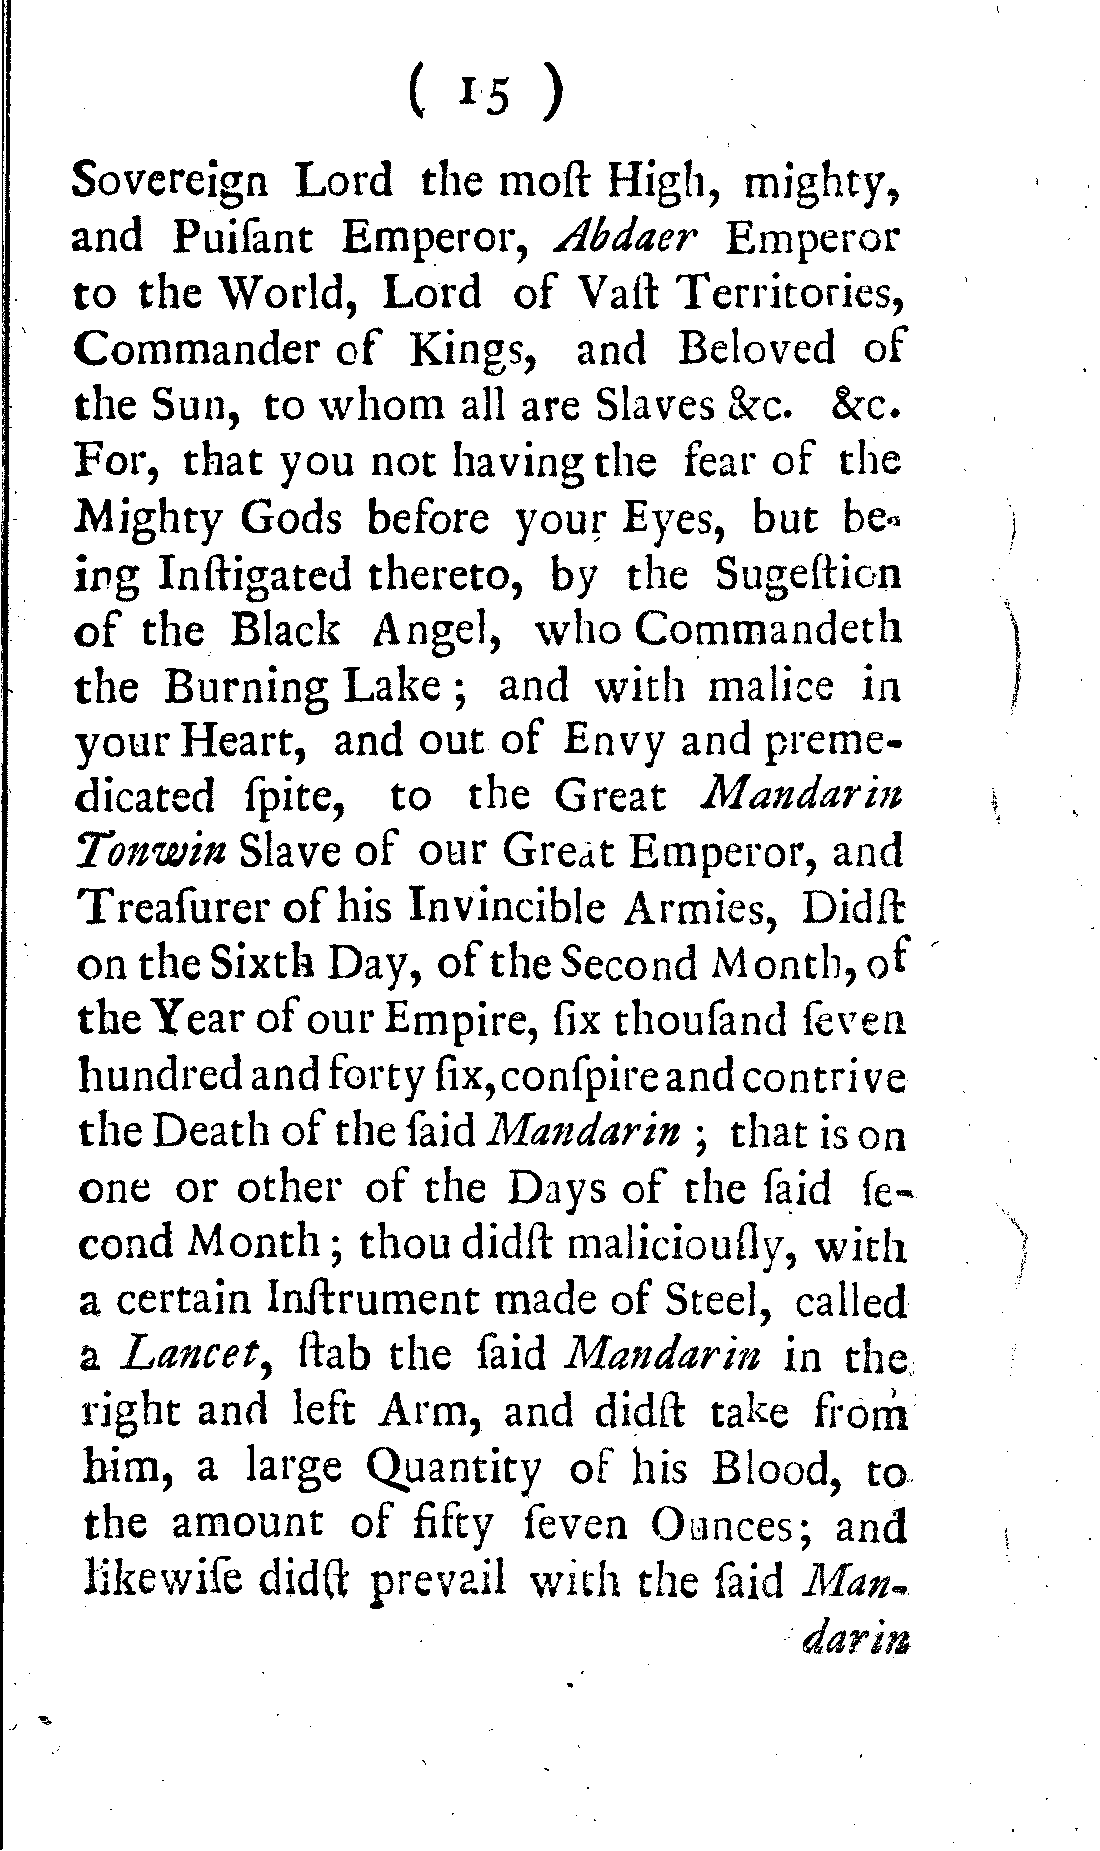 ( 15 )
Sovereign Lord the moſt High, mighty,
and Puiſant Emperor, Abdaer Emperor
to the World, Lord of Vaſt Territories,
Commander of Kings, and Beloved of
the Sun, to whom all are Slaves &c. &c.
For, that you not having the fear of the
Mighty Gods before your Eyes, but be-
ing Inſtigated thereto, by the Sugeſtion
of the Black Angel, who Commandeth
the Burning Lake ; and with malice in
your Heart, and out of Envy and preme-
dicated ſpite, to the Great Mandarin
Tonwin Slave of our Great Emperor, and
Treaſurer of his Invincible Armies, Didſt
on the Sixth Day, of the Second Month, of
the Year of our Empire, ſix thouſand ſeven
hundred and forty ſix, conſpire and contrive
the Death of the ſaid Mandarin ; that is on
one or other of the Days of the ſaid ſe-
cond Month ; thou didſt maliciouſly, with
a certain Inſtrument made of Steel, called
a Lancet, ſtab the ſaid Mandarin in the
right and left Arm, and didſt take from
him, a large Quantity of his Blood, to
the amount of fifty ſeven Ounces; and
likewiſe didſt prevail with the ſaid Man-
darin